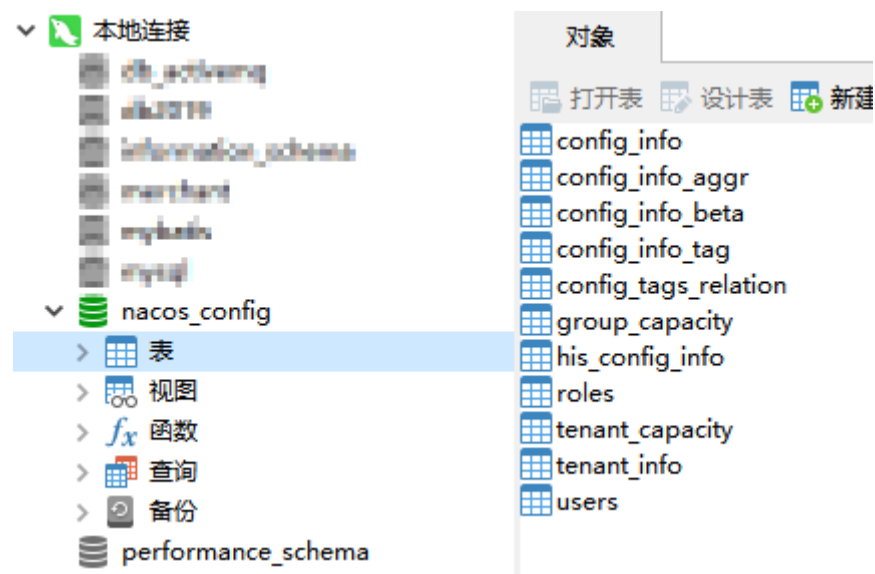 本地连接
nacos_config
表
视图
函数
查询
备份
performance_schema
对象
打开表 设计表 新建
config_info
config_info_aggr
config_info_beta
config_info_tag
config_tags_relation
group_capacity
his_config_info
roles
tenant_capacity
tenant_info
users